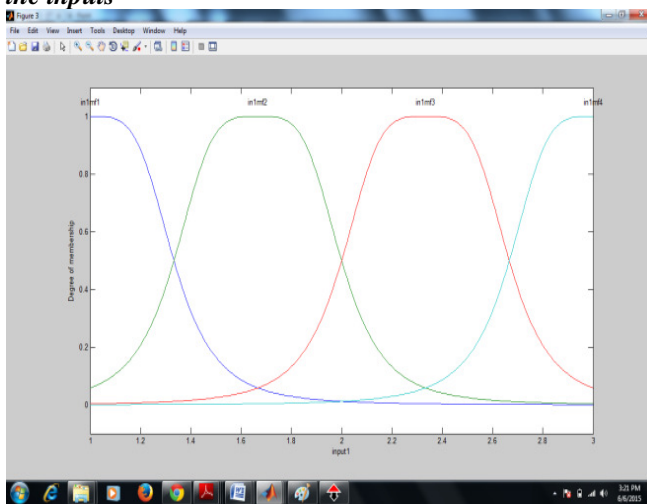 the inputs
Figure 3
File Edit View Insert Tools Desktop Window Help
in1mf1 in1mf2 in1mf3 in1mf4
1
0.8
0.6
0.4
0.2
0
Degree of membership
1 1.2 1.4 1.6 1.8 2 2.2 2.4 2.6 2.8 3
input1
3:21 PM
6/6/2015